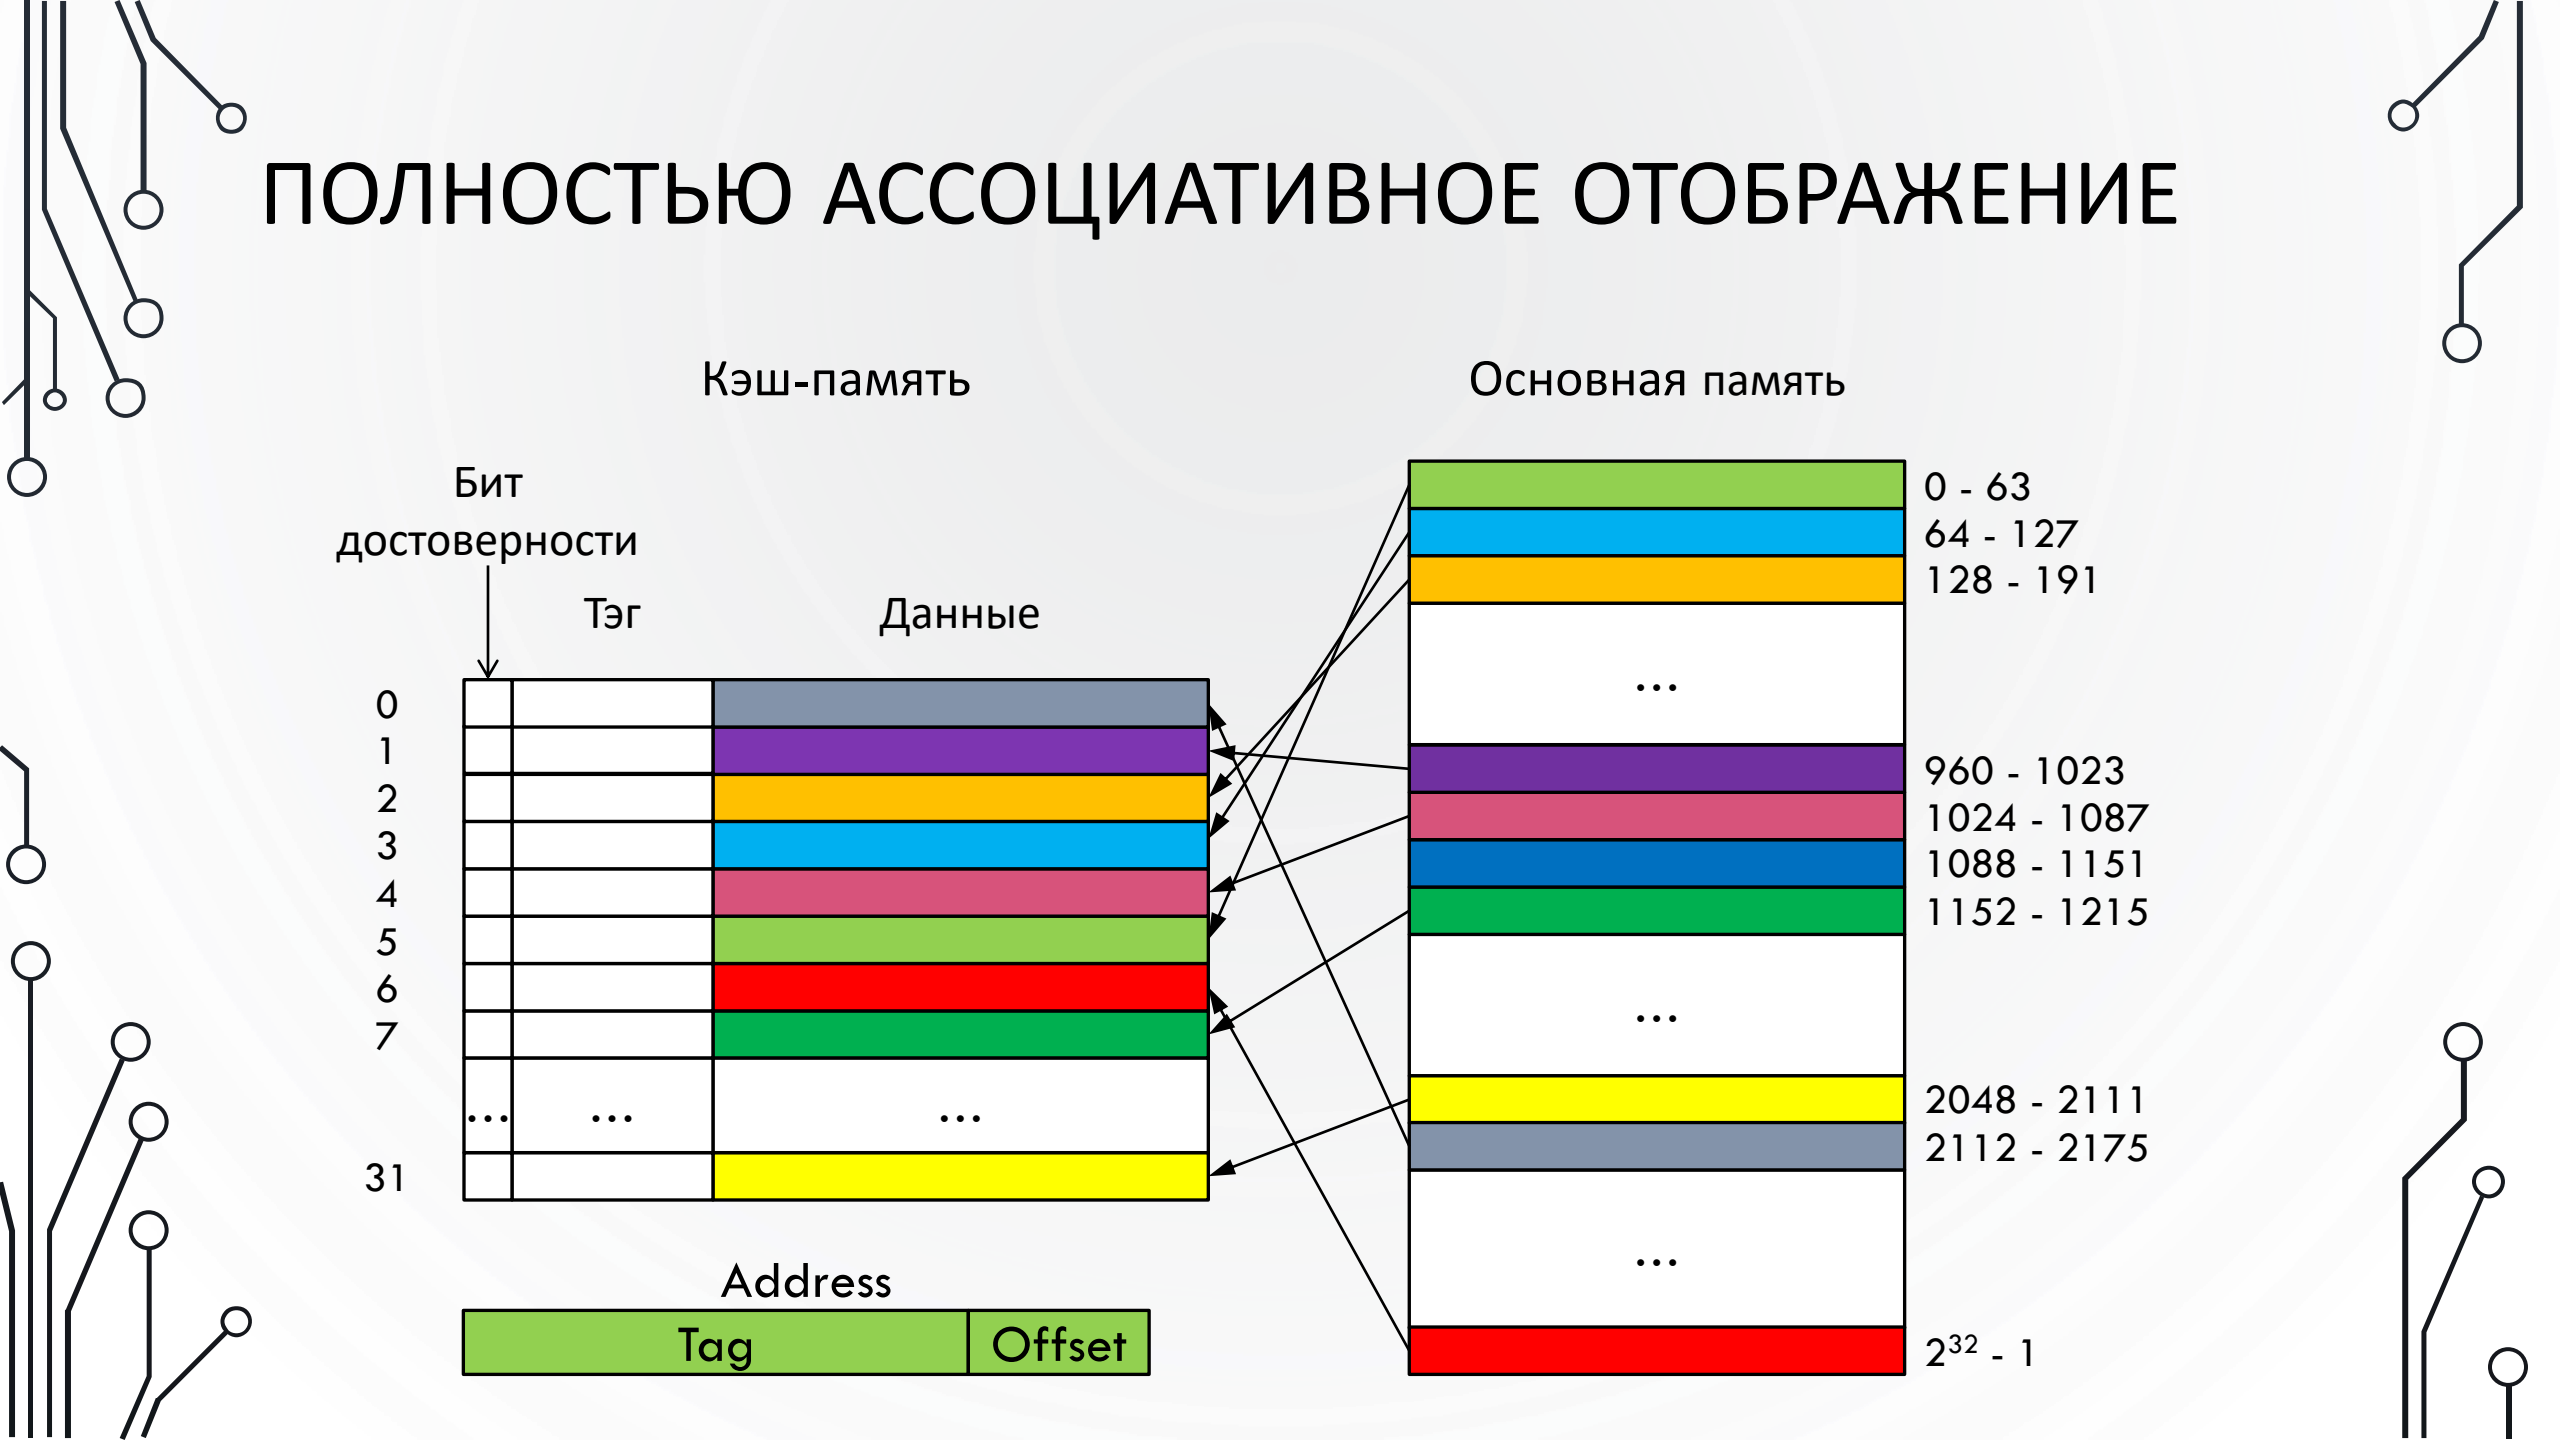 ПОЛНОСТЬЮ АССОЦИАТИВНОЕ ОТОБРАЖЕНИЕ
Кэш-память
Основная память
Бит
достоверности
Тэг
Данные
0
1
2
3
4
5
6
7
... ... ...
31
0 - 63
64 - 127
128 - 191
...
960 - 1023
1024 - 1087
1088 - 1151
1152 - 1215
...
2048 - 2111
2112 - 2175
...
2³² - 1
Address
Tag Offset